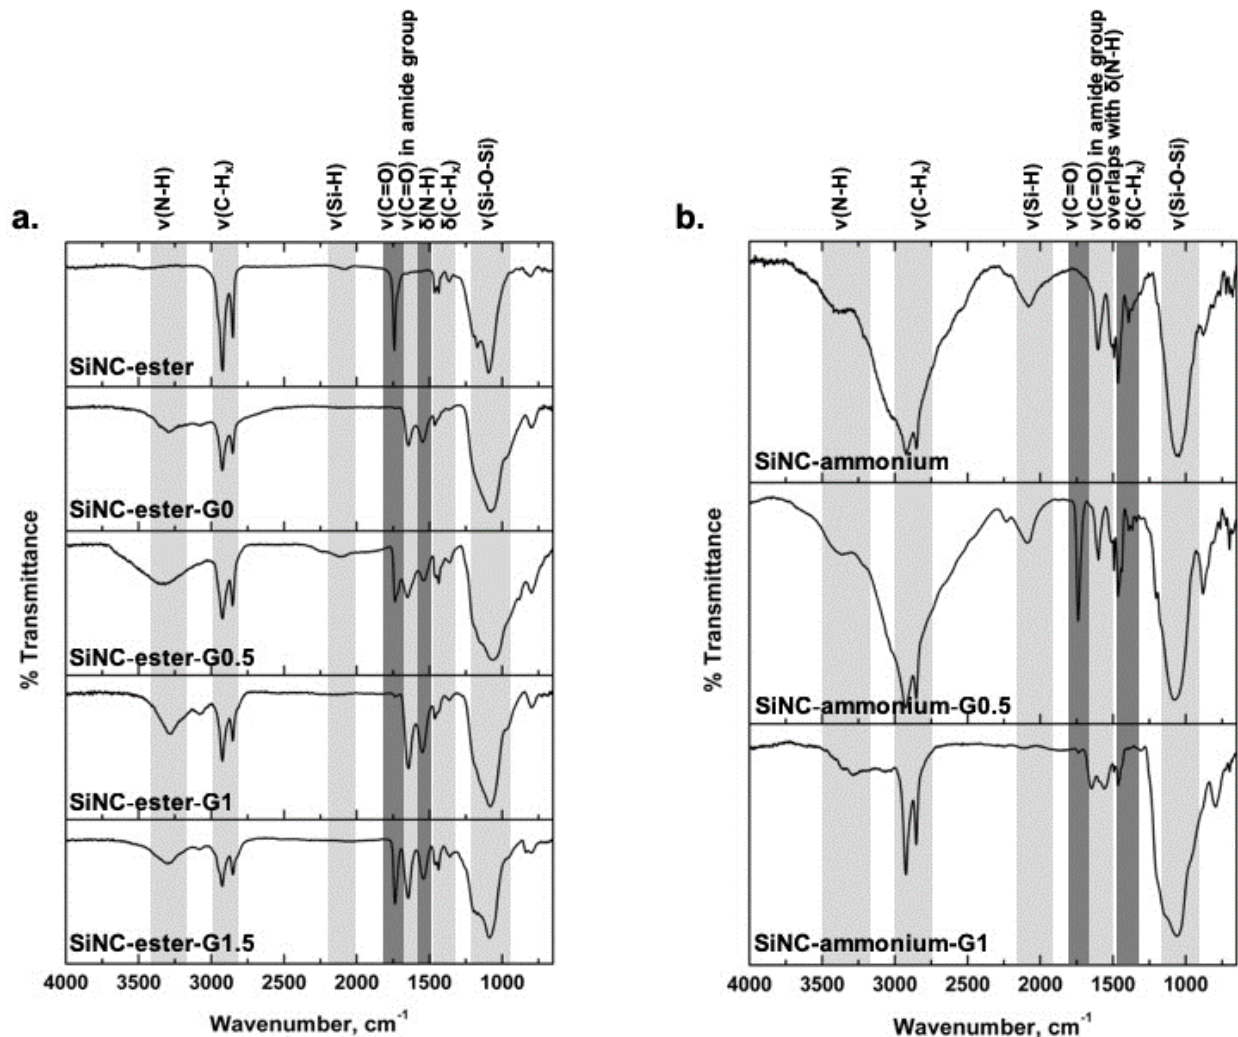 a.
ν(N-H)
ν(C-Hₓ)
ν(Si-H)
ν(C=O)
ν(C=O) in amide group
δ(N-H)
δ(C-Hₓ)
ν(Si-O-Si)
% Transmittance
SiNC-ester
SiNC-ester-G0
SiNC-ester-G0.5
SiNC-ester-G1
SiNC-ester-G1.5
4000 3500 3000 2500 2000 1500 1000
Wavenumber, cm⁻¹
b.
ν(N-H)
ν(C-Hₓ)
ν(Si-H)
ν(C=O)
ν(C=O) in amide group
overlaps with δ(N-H)
δ(C-Hₓ)
ν(Si-O-Si)
% Transmittance
SiNC-ammonium
SiNC-ammonium-G0.5
SiNC-ammonium-G1
4000 3500 3000 2500 2000 1500 1000
Wavenumber, cm⁻¹